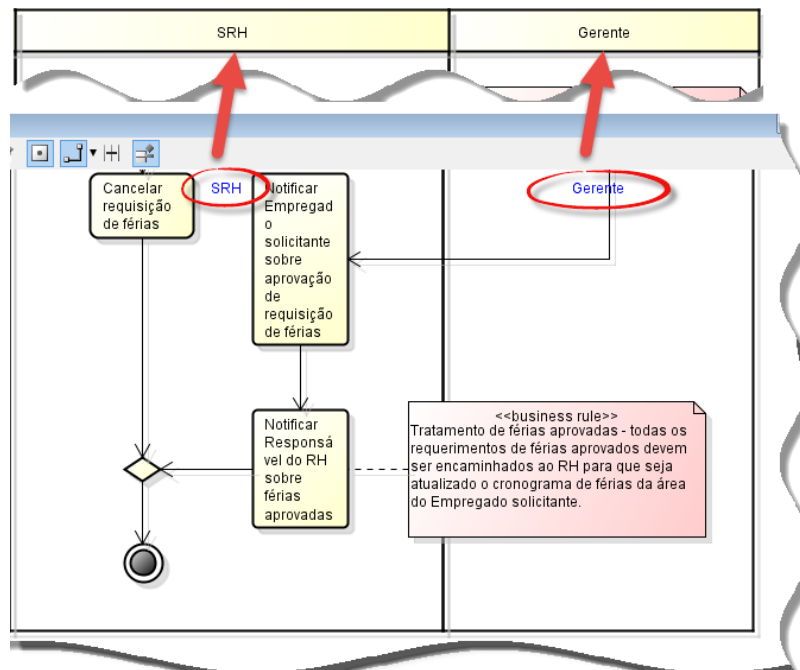 SRH
Gerente
Cancelar
requisição
de férias
SRH
Notificar
Empregad
o
solicitante
sobre
aprovação
de
requisição
de férias
Gerente
Notificar
Responsá
vel do RH
sobre
férias
aprovadas
<<business rule>>
Tratamento de férias aprovadas - todas os
requerimentos de férias aprovados devem
ser encaminhados ao RH para que seja
atualizado o cronograma de férias da área
do Empregado solicitante.